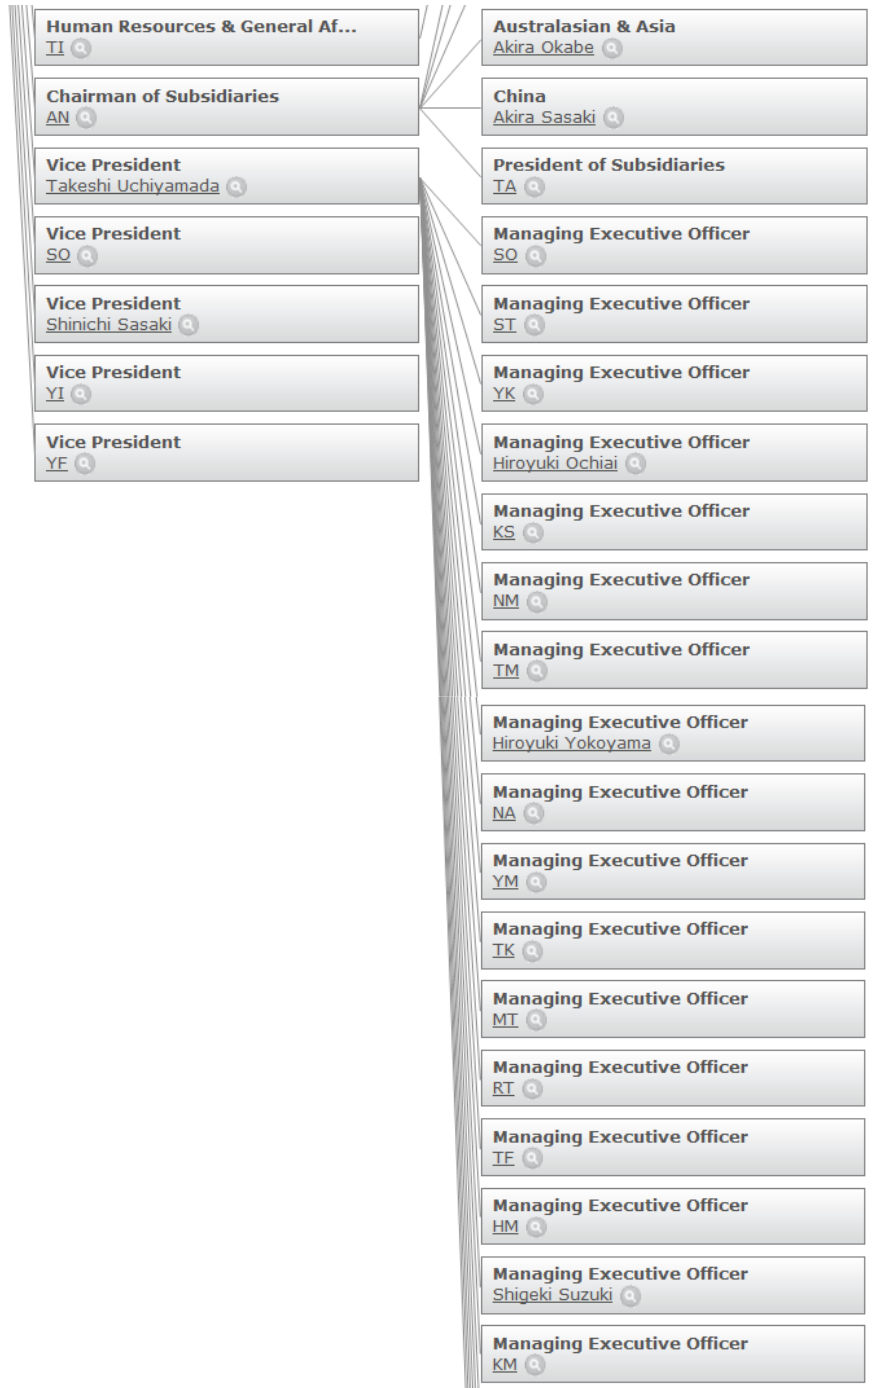 Human Resources & General Af...
TI
Chairman of Subsidiaries
AN
Vice President
Takeshi Uchiyamada
Vice President
SO
Vice President
Shinichi Sasaki
Vice President
YI
Vice President
YF
Australasian & Asia
Akira Okabe
China
Akira Sasaki
President of Subsidiaries
TA
Managing Executive Officer
SO
Managing Executive Officer
ST
Managing Executive Officer
YK
Managing Executive Officer
Hiroyuki Ochiai
Managing Executive Officer
KS
Managing Executive Officer
NM
Managing Executive Officer
TM
Managing Executive Officer
Hiroyuki Yokoyama
Managing Executive Officer
NA
Managing Executive Officer
YM
Managing Executive Officer
TK
Managing Executive Officer
MT
Managing Executive Officer
RT
Managing Executive Officer
TF
Managing Executive Officer
HM
Managing Executive Officer
Shigeki Suzuki
Managing Executive Officer
KM